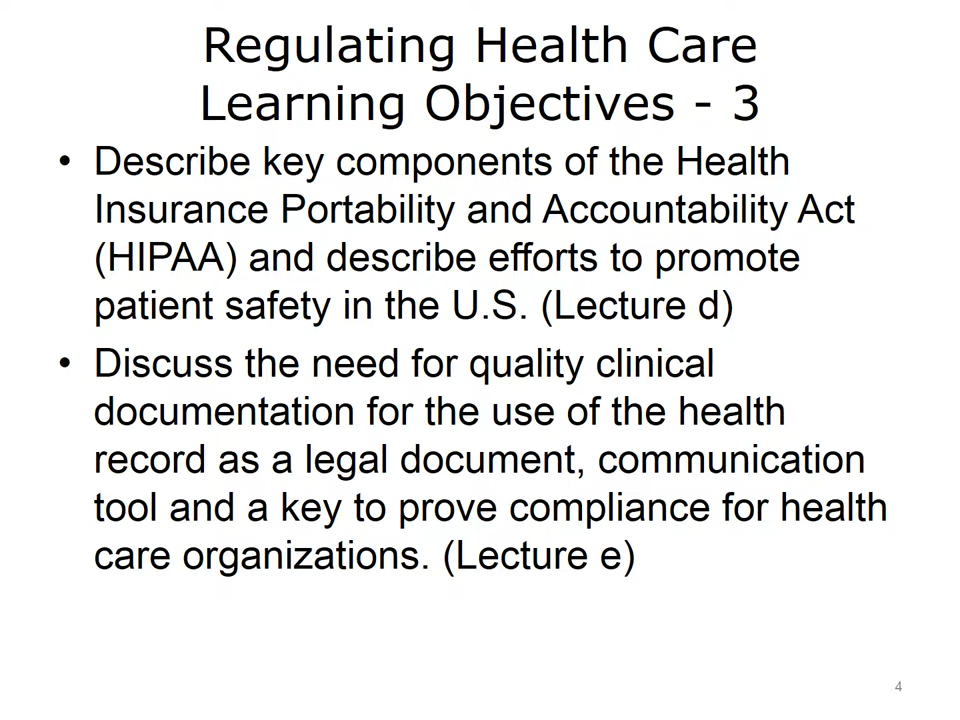 Regulating Health Care
Learning Objectives - 3
• Describe key components of the Health
Insurance Portability and Accountability Act
(HIPAA) and describe efforts to promote
patient safety in the U.S. (Lecture d)
• Discuss the need for quality clinical
documentation for the use of the health
record as a legal document, communication
tool and a key to prove compliance for health
care organizations. (Lecture e)
4